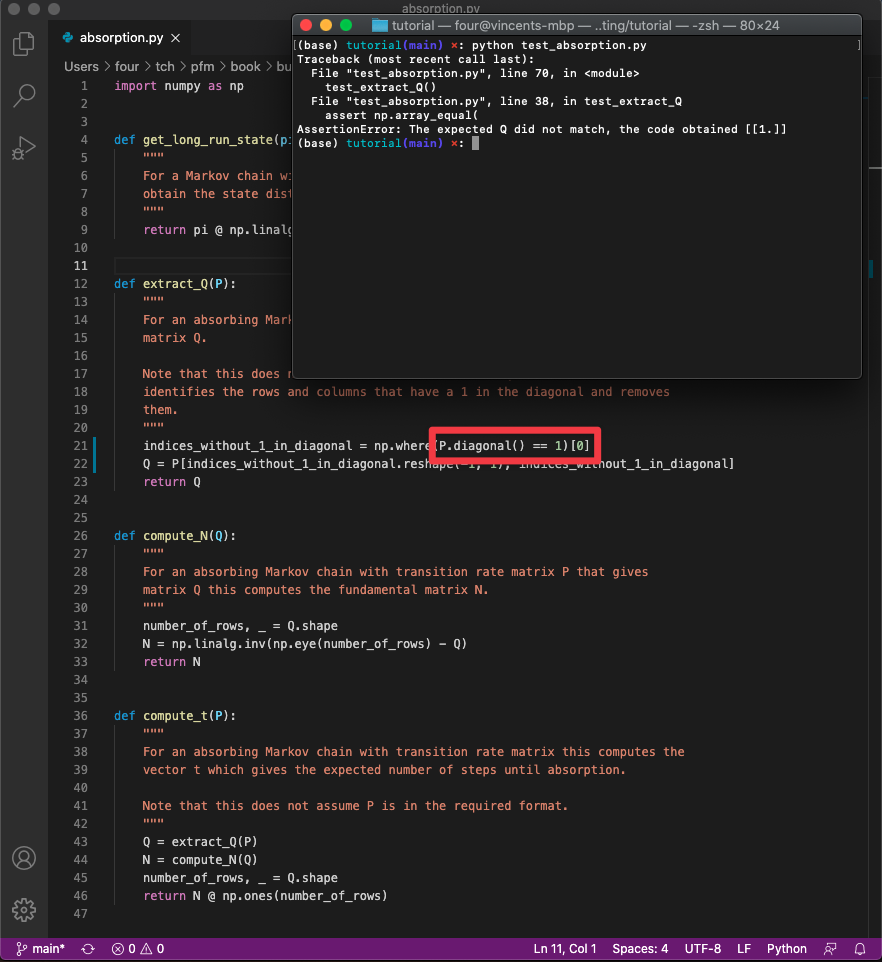 absorption.py
tutorial — four@vincents-mbp — ..ting/tutorial — -zsh — 80×24
[(base) tutorial(main) ×: python test_absorption.py ]
Traceback (most recent call last):
File "test_absorption.py", line 70, in <module>
test_extract_Q()
File "test_absorption.py", line 38, in test_extract_Q
assert np.array_equal(
AssertionError: The expected Q did not match, the code obtained [[1.]]
(base) tutorial(main) ×:
absorption.py ×
Users > four > tch > pfm > book > bu
1 import numpy as np
2
3
4 def get_long_run_state(pi
5 """
6 For a Markov chain wi
7 obtain the state dist
8 """
9 return pi @ np.linalg
10
11
12 def extract_Q(P):
13 """
14 For an absorbing Mark
15 matrix Q.
16
17 Note that this does n
18 identifies the rows and columns that have a 1 in the diagonal and removes
19 them.
20 """
21 indices_without_1_in_diagonal = np.where(P.diagonal() == 1)[0]
22 Q = P[indices_without_1_in_diagonal.reshape(-1, 1), indices_without_1_in_diagonal]
23 return Q
24
25
26 def compute_N(Q):
27 """
28 For an absorbing Markov chain with transition rate matrix P that gives
29 matrix Q this computes the fundamental matrix N.
30 """
31 number_of_rows, _ = Q.shape
32 N = np.linalg.inv(np.eye(number_of_rows) - Q)
33 return N
34
35
36 def compute_t(P):
37 """
38 For an absorbing Markov chain with transition rate matrix this computes the
39 vector t which gives the expected number of steps until absorption.
40
41 Note that this does not assume P is in the required format.
42 """
43 Q = extract_Q(P)
44 N = compute_N(Q)
45 number_of_rows, _ = Q.shape
46 return N @ np.ones(number_of_rows)
47
main* 0 0 Ln 11, Col 1 Spaces: 4 UTF-8 LF Python